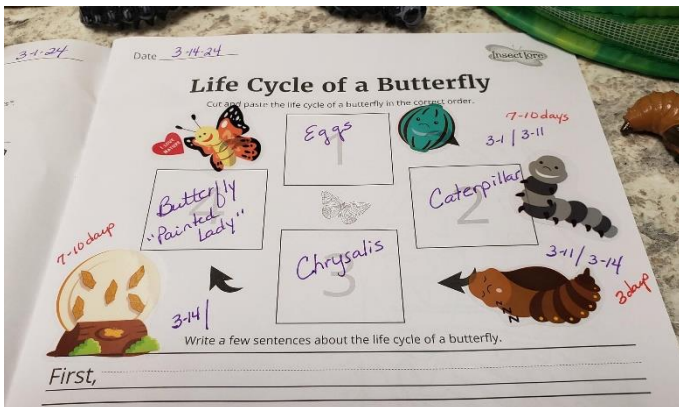 3-1-24
Date 3-14-24
Insect lore
Life Cycle of a Butterfly
Cut and paste the life cycle of a butterfly in the correct order.
I LOVE NATURE
Eggs
1
7-10 days
3-1 | 3-11
Butterfly
"Painted Lady"
4
Caterpillar
2
7-10 days
Chrysalis
3
3-11 / 3-14
3 days
3-14 |
zzz
Write a few sentences about the life cycle of a butterfly.
First,